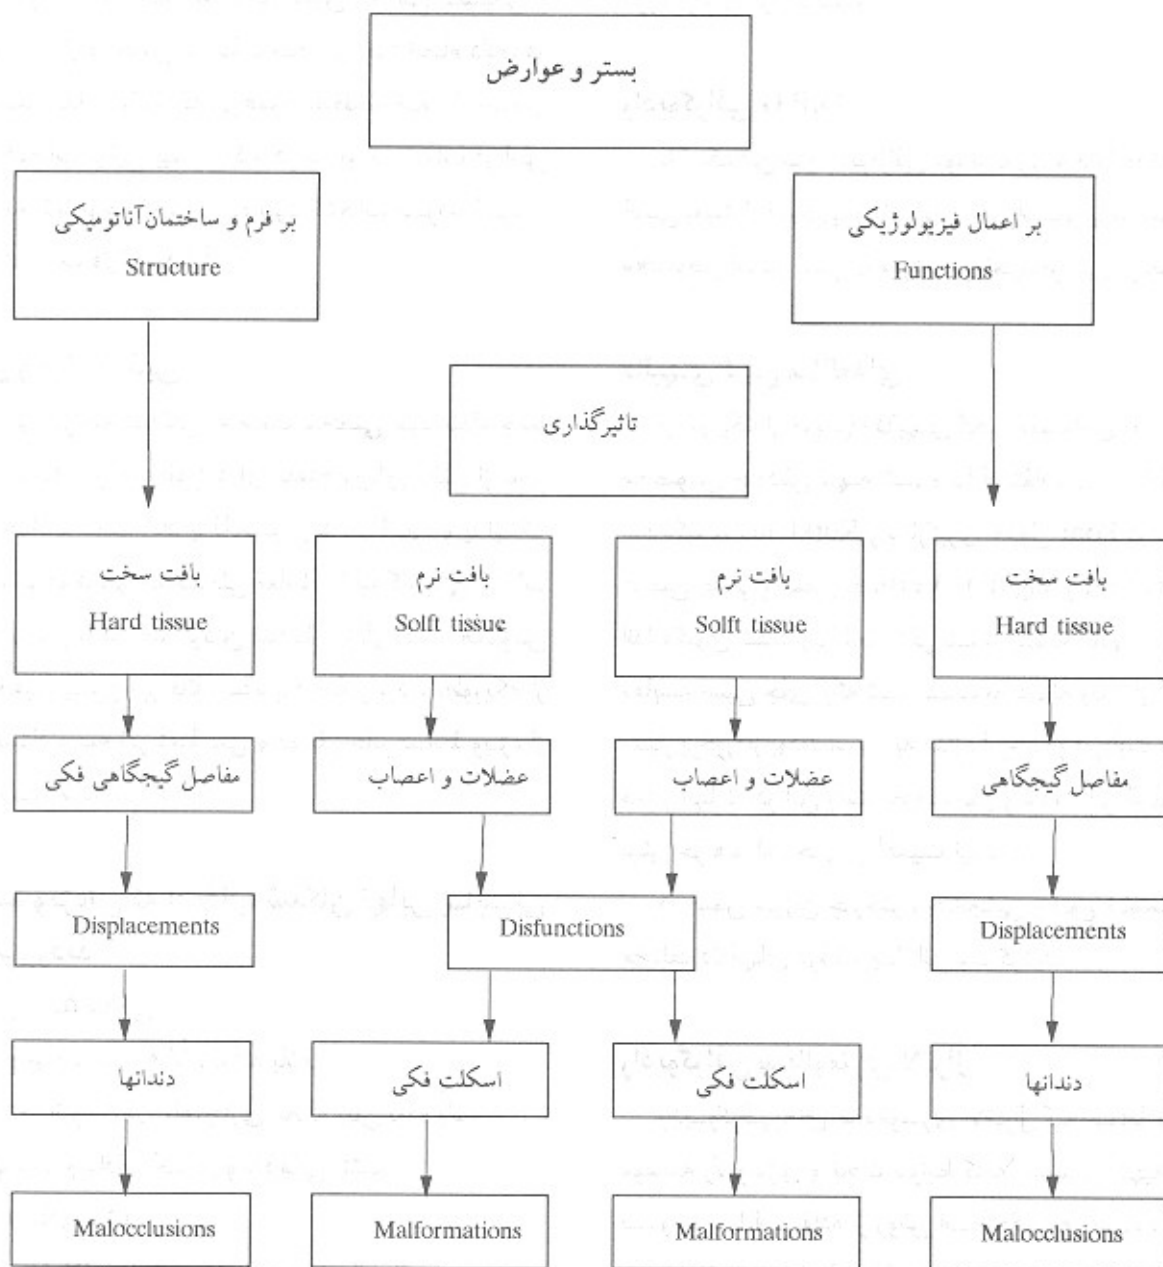 بستر و عوارض
بر اعمال فیزیولوژیکی
Functions
بر فرم و ساختمان آناتومیکی
Structure
تاثیرگذاری
بافت سخت
Hard tissue
بافت نرم
Solft tissue
بافت نرم
Solft tissue
بافت سخت
Hard tissue
مفاصل گیجگاهی
عضلات و اعصاب
عضلات و اعصاب
مفاصل گیجگاهی فکی
Displacements
Disfunctions
Displacements
دندانها
اسکلت فکی
اسکلت فکی
دندانها
Malocclusions
Malformations
Malformations
Malocclusions